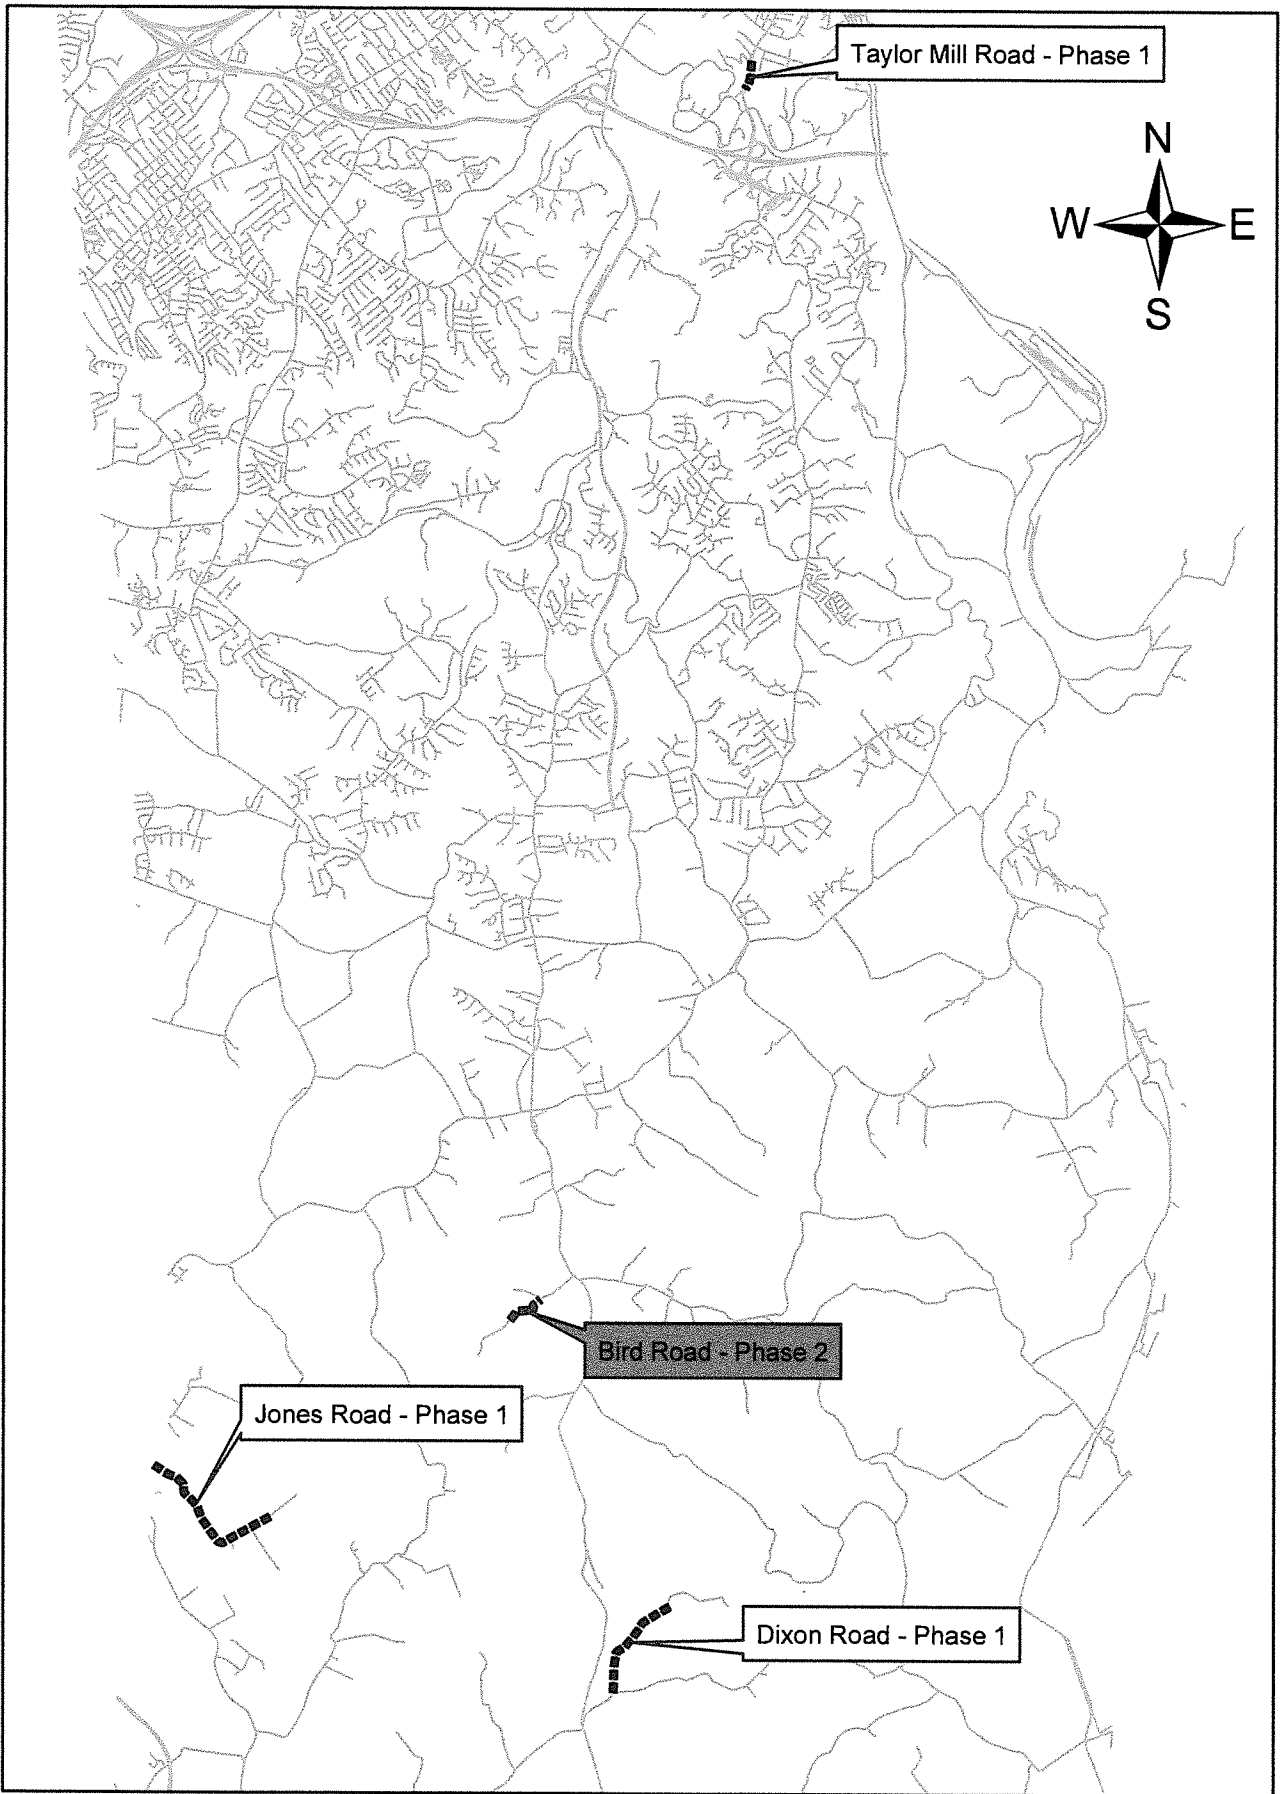 Taylor Mill Road - Phase 1
N
W E
S
Bird Road - Phase 2
Jones Road - Phase 1
Dixon Road - Phase 1